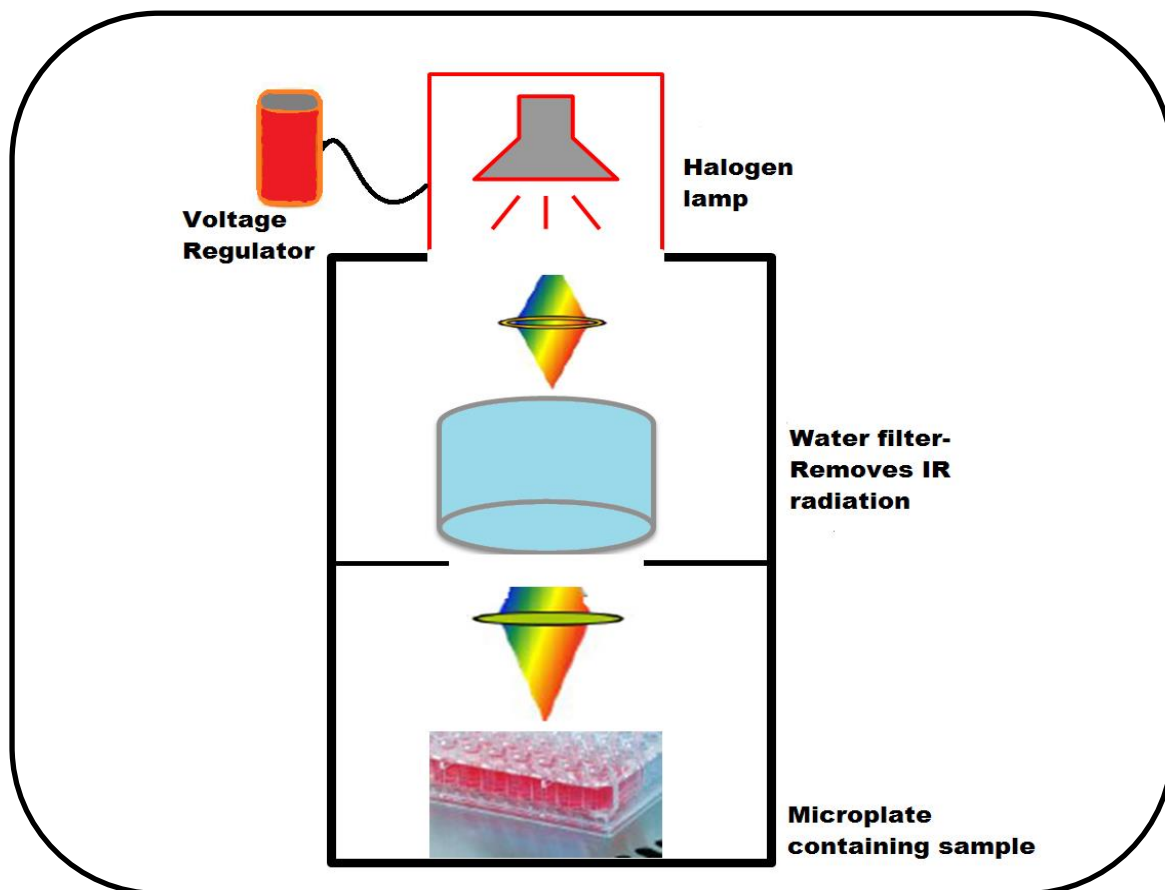 Halogen
lamp
Voltage
Regulator
Water filter-
Removes IR
radiation
Microplate
containing sample